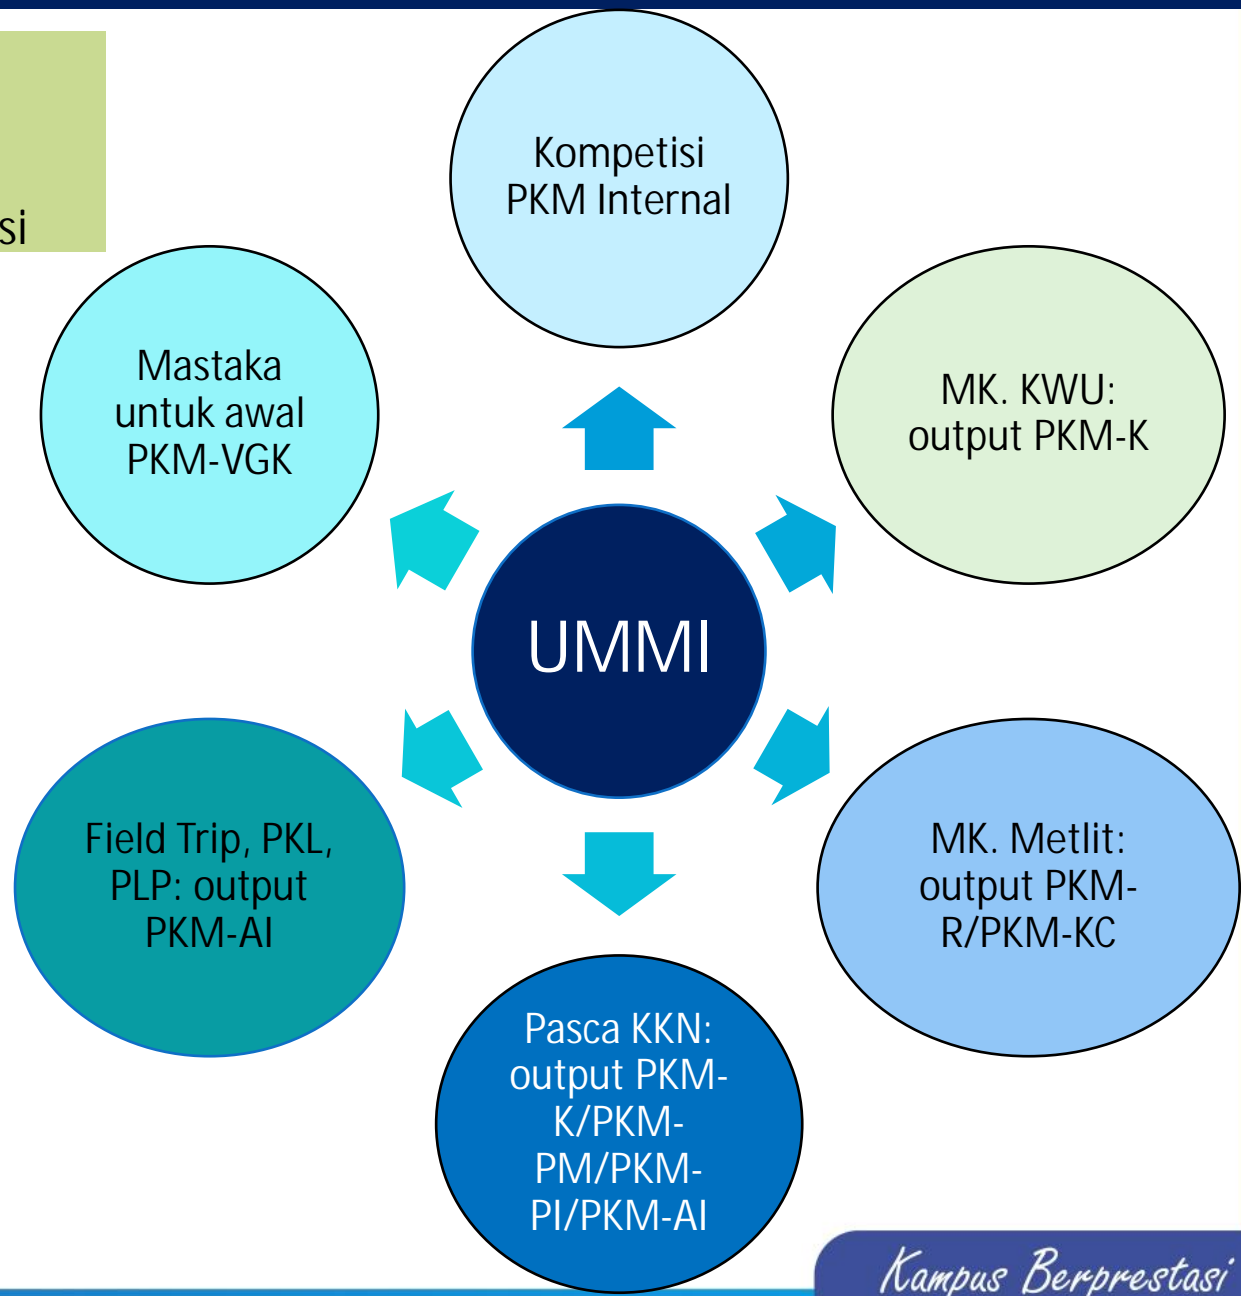 si
Kompetisi
PKM Internal
MK. KWU:
output PKM-K
MK. Metlit:
output PKM-
R/PKM-KC
Pasca KKN:
output PKM-
K/PKM-
PM/PKM-
PI/PKM-AI
Field Trip, PKL,
PLP: output
PKM-AI
Mastaka
untuk awal
PKM-VGK
UMMI
Kampus Berprestasi